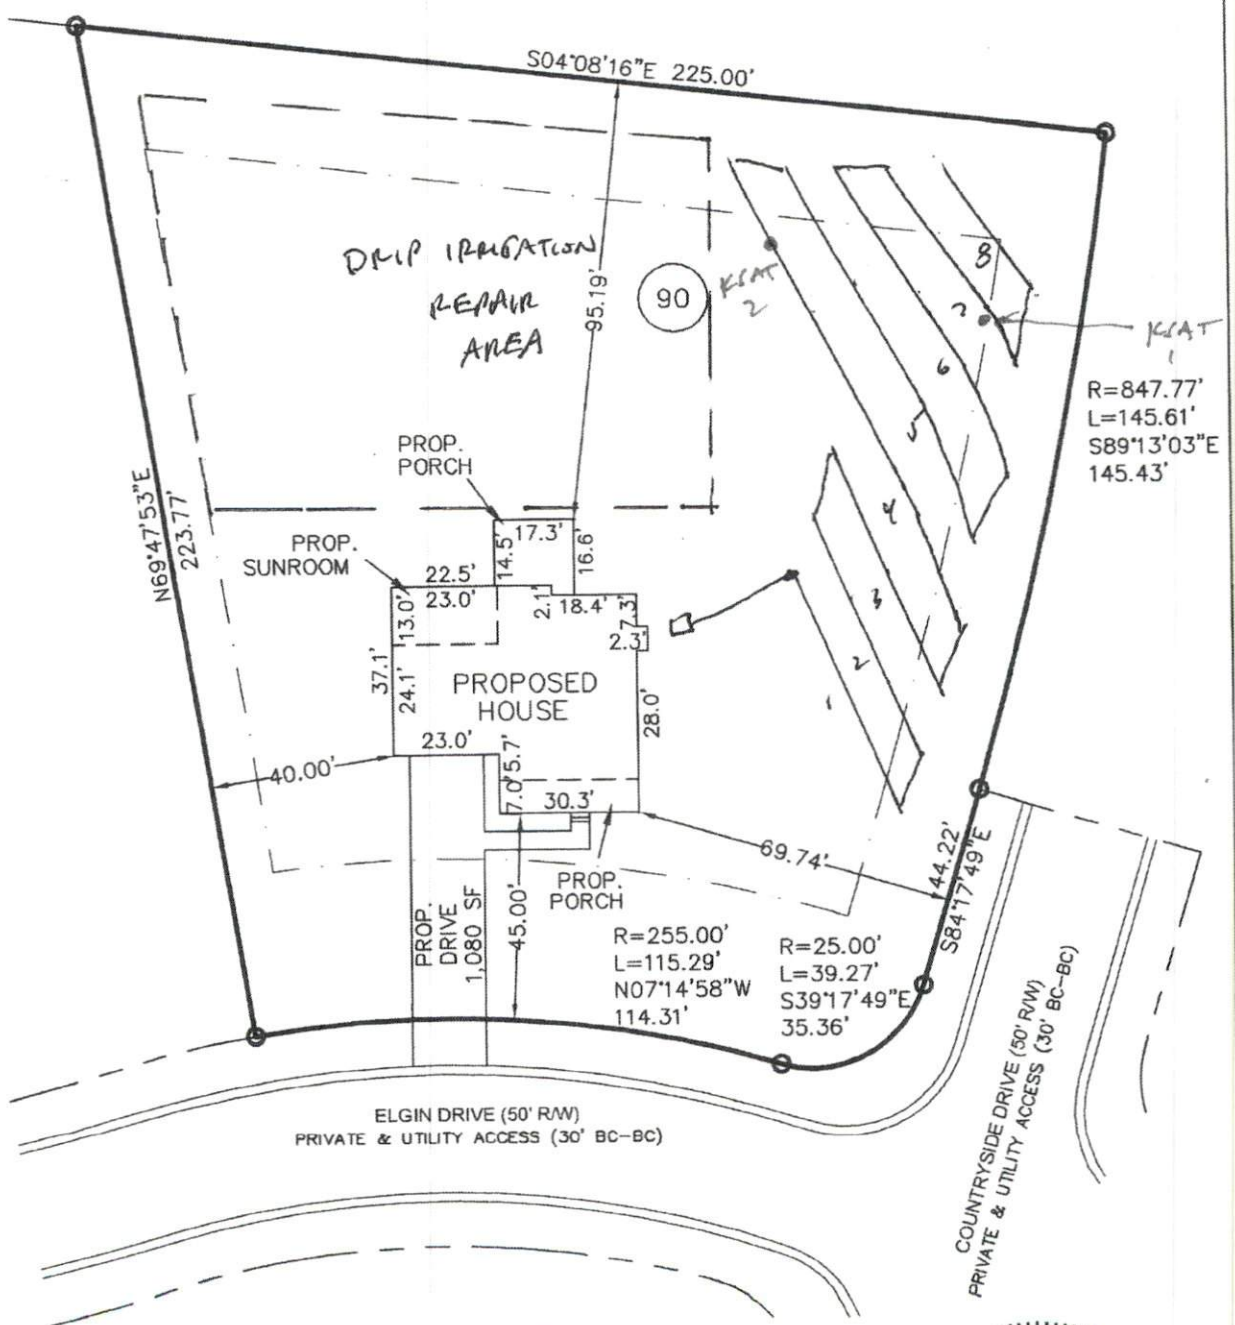 S04°08'16"E 225.00'
DRIP IRRIGATION
REPAIR
AREA
95.19'
90
KSAT
2
8
7
KSAT
1
6
5
4
3
2
1
R=847.77'
L=145.61'
S89°13'03"E
145.43'
N69°47'53"E
223.77'
PROP.
PORCH
17.3'
14.5'
16.6'
PROP.
SUNROOM
22.5'
23.0'
13.0'
2.1'
18.4'
7.3'
2.3'
37.1'
24.1'
PROPOSED
HOUSE
28.0'
23.0'
5.7'
7.0'
30.3'
40.00'
69.74'
PROP.
PORCH
PROP.
DRIVE
1,080 SF
45.00'
44.22'
S84°17'49"E
R=255.00'
L=115.29'
N07°14'58"W
114.31'
R=25.00'
L=39.27'
S39°17'49"E
35.36'
ELGIN DRIVE (50' R/W)
PRIVATE & UTILITY ACCESS (30' BC-BC)
COUNTRYSIDE DRIVE (50' R/W)
PRIVATE & UTILITY ACCESS (30' BC-BC)